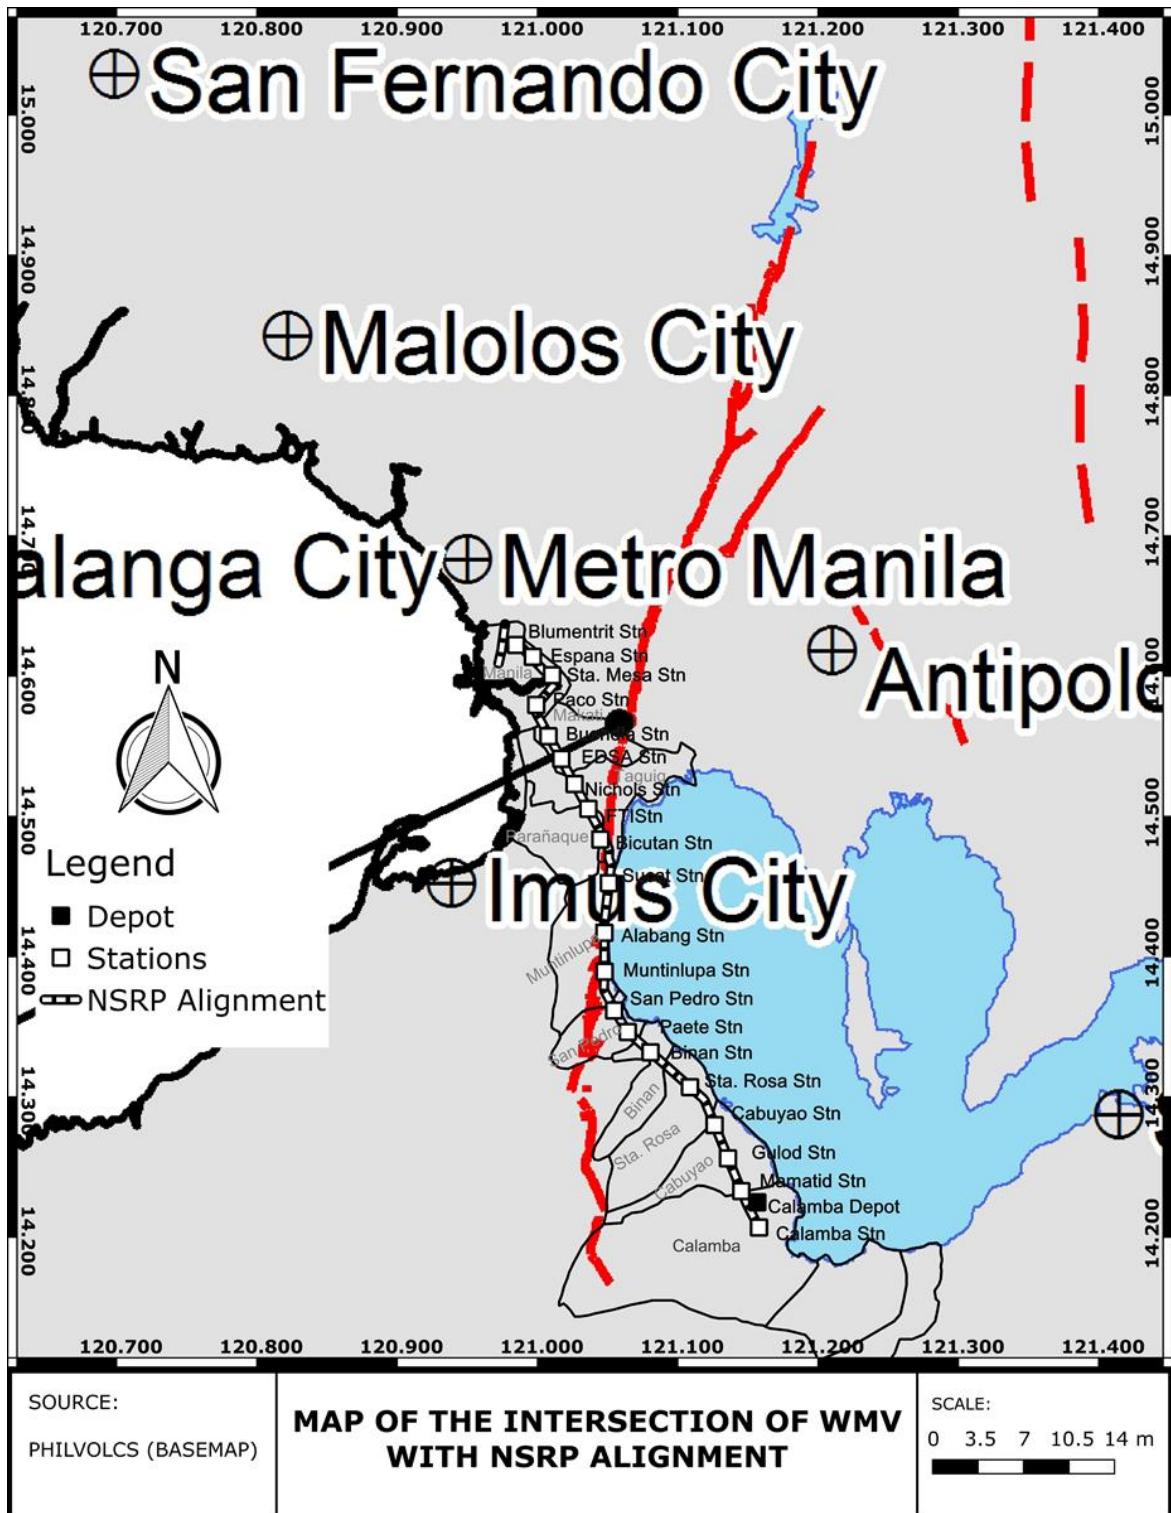 120.700 120.800 120.900 121.000 121.100 121.200 121.300 121.400
San Fernando City
15.000
15.000
14.900
14.900
Malolos City
14.800
14.800
14.700
14.700
alanga City
Metro Manila
Blumentrit Stn
Espana Stn
Manila
Sta. Mesa Stn
Antipolo
N
14.600
Paco Stn
Makati
Buendia Stn
EDSA Stn
Taguig
Nichols Stn
14.500
14.500
FTIStn
Parañaque
Bicutan Stn
Legend
Sucat Stn
Imus City
Depot
Alabang Stn
Muntinlupa
14.400
Stations
14.400
Muntinlupa Stn
NSRP Alignment
San Pedro Stn
Paete Stn
San Pedro
Binan Stn
Sta. Rosa Stn
14.300
14.300
Binan
Cabuyao Stn
Sta. Rosa
Gulod Stn
Cabuyao
Mamatid Stn
Calamba Depot
14.200
14.200
Calamba Stn
Calamba
120.700 120.800 120.900 121.000 121.100 121.200 121.300 121.400
SOURCE:
PHILVOLCS (BASEMAP)
MAP OF THE INTERSECTION OF WMV
WITH NSRP ALIGNMENT
SCALE:
0 3.5 7 10.5 14 m